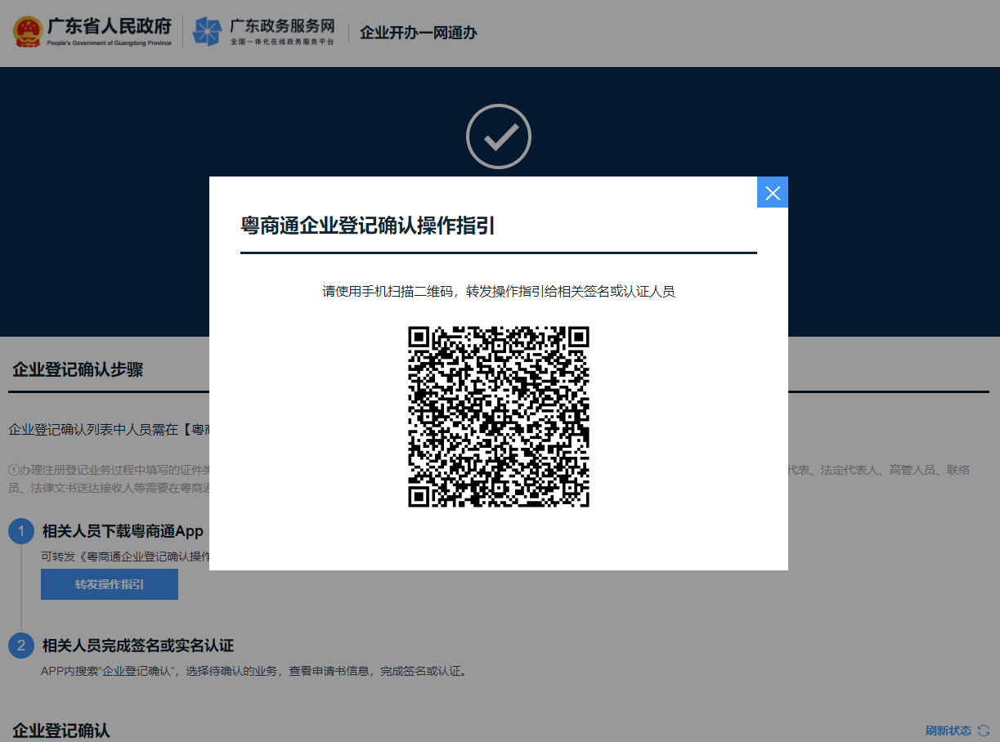 广东省人民政府
People's Government of Guangdong Province
广东政务服务网
全国一体化在线政务服务平台
企业开办一网通办
粤商通企业登记确认操作指引
请使用手机扫描二维码，转发操作指引给相关签名或认证人员
企业登记确认步骤
企业登记确认列表中人员需在【粤商
办理注册登记业务过程中填写的证件类
代表、法定代表人、高管人员、联络
员、法律文书送达接收人等需要在粤商通
1 相关人员下载粤商通App
可转发《粤商通企业登记确认操作
转发操作指引
2 相关人员完成签名或实名认证
APP内搜索“企业登记确认”，选择待确认的业务，查看申请书信息，完成签名或认证。
企业登记确认
刷新状态